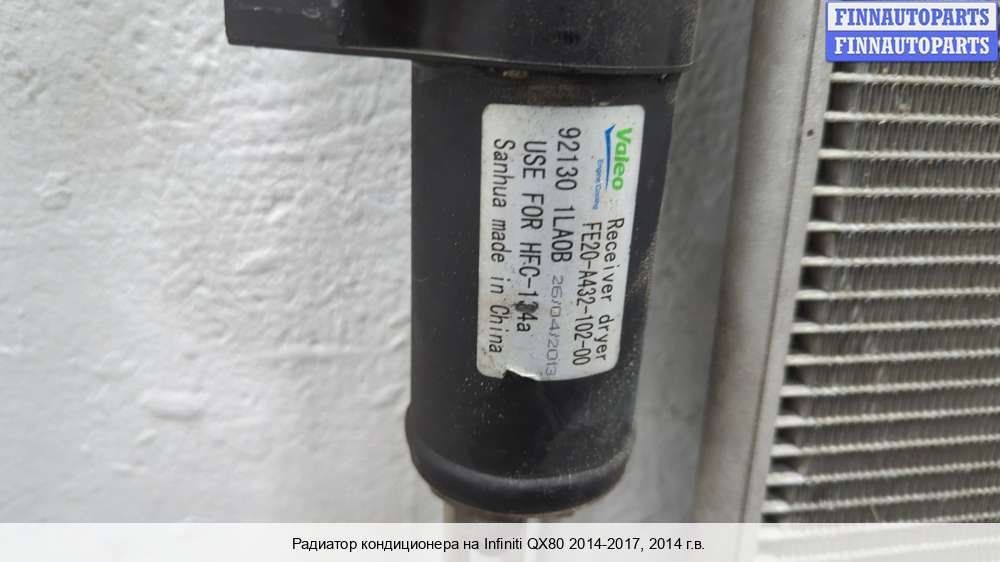 FINNAUTOPARTS
FINNAUTOPARTS
Valeo
Engine Cooling
Receiver dryer
FE20-A432-102-00
92130 1LA0B 26/04/2013
USE FOR HFC-134a
Sanhua made in China
Радиатор кондиционера на Infiniti QX80 2014-2017, 2014 г.в.